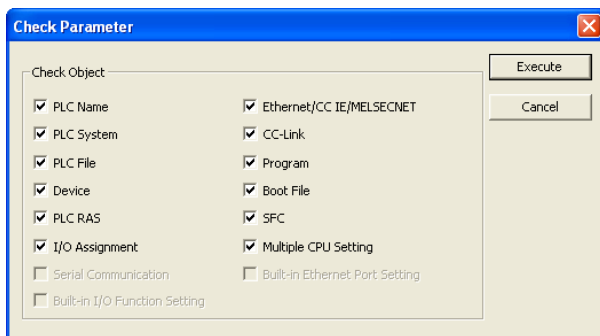 Check Parameter
Check Object
PLC Name
PLC System
PLC File
Device
PLC RAS
I/O Assignment
Serial Communication
Built-in I/O Function Setting
Ethernet/CC IE/MELSECNET
CC-Link
Program
Boot File
SFC
Multiple CPU Setting
Built-in Ethernet Port Setting
Execute
Cancel